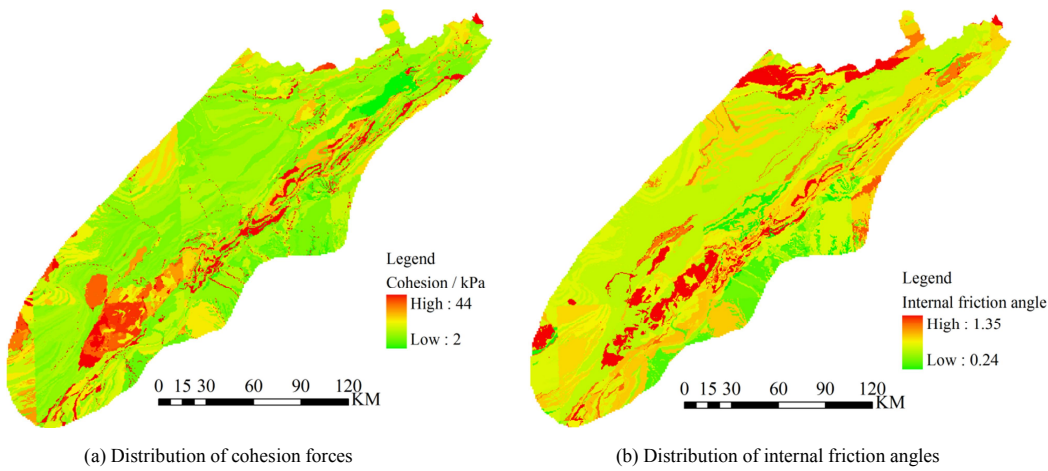 Legend
Cohesion / kPa
High : 44
Low : 2
0 15 30 60 90 120
KM
(a) Distribution of cohesion forces
Legend
Internal friction angle
High : 1.35
Low : 0.24
0 15 30 60 90 120
KM
(b) Distribution of internal friction angles